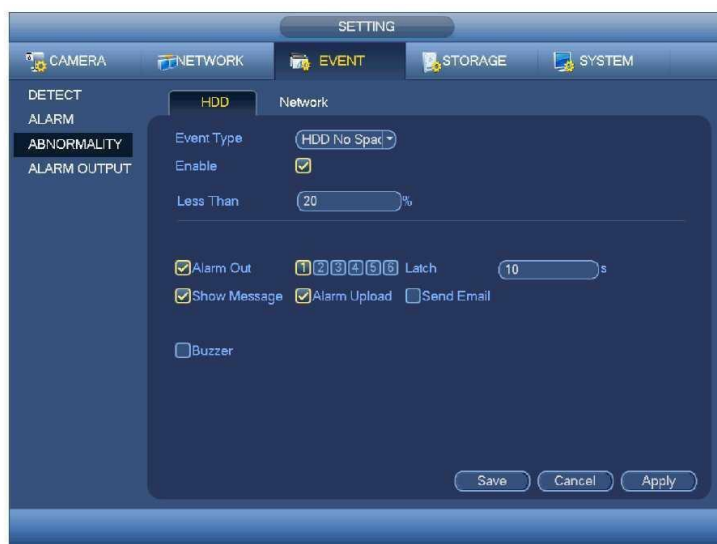 SETTING
CAMERA NETWORK EVENT STORAGE SYSTEM
DETECT
ALARM
ABNORMALITY
ALARM OUTPUT
HDD Network
Event Type HDD No Spac
Enable
Less Than 20 %
Alarm Out 1 2 3 4 5 6 Latch 10 s
Show Message Alarm Upload Send Email
Buzzer
Save Cancel Apply